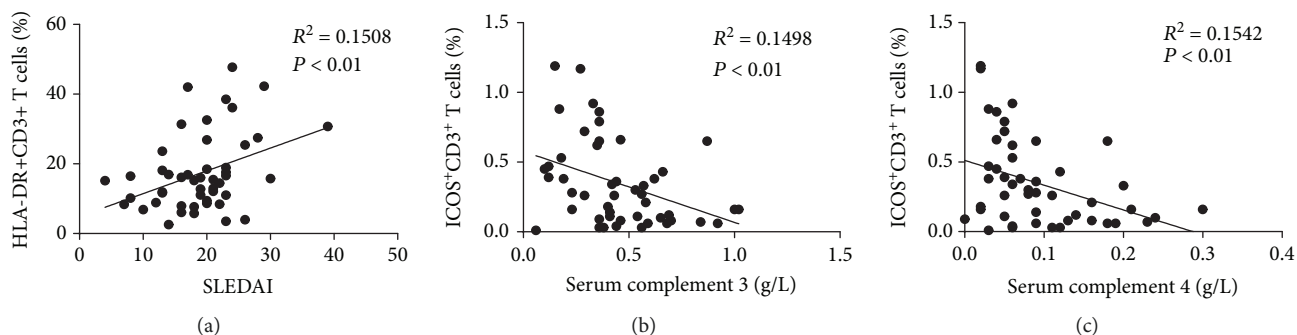 HLA-DR+CD3+ T cells (%)
60
40
20
0
0 10 20 30 40 50
SLEDAI
R² = 0.1508
P < 0.01
(a)
ICOS⁺CD3⁺ T cells (%)
1.5
1.0
0.5
0.0
0.0 0.5 1.0 1.5
Serum complement 3 (g/L)
R² = 0.1498
P < 0.01
(b)
ICOS⁺CD3⁺ T cells (%)
1.5
1.0
0.5
0.0
0.0 0.1 0.2 0.3 0.4
Serum complement 4 (g/L)
R² = 0.1542
P < 0.01
(c)